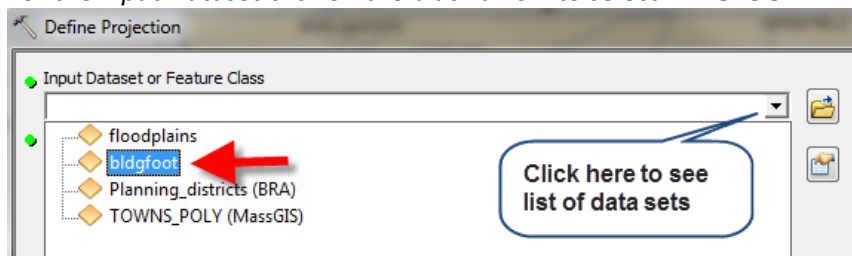 Define Projection
Input Dataset or Feature Class
floodplains
bldgfoot
Planning_districts (BRA)
TOWNS_POLY (MassGIS)
Click here to see
list of data sets